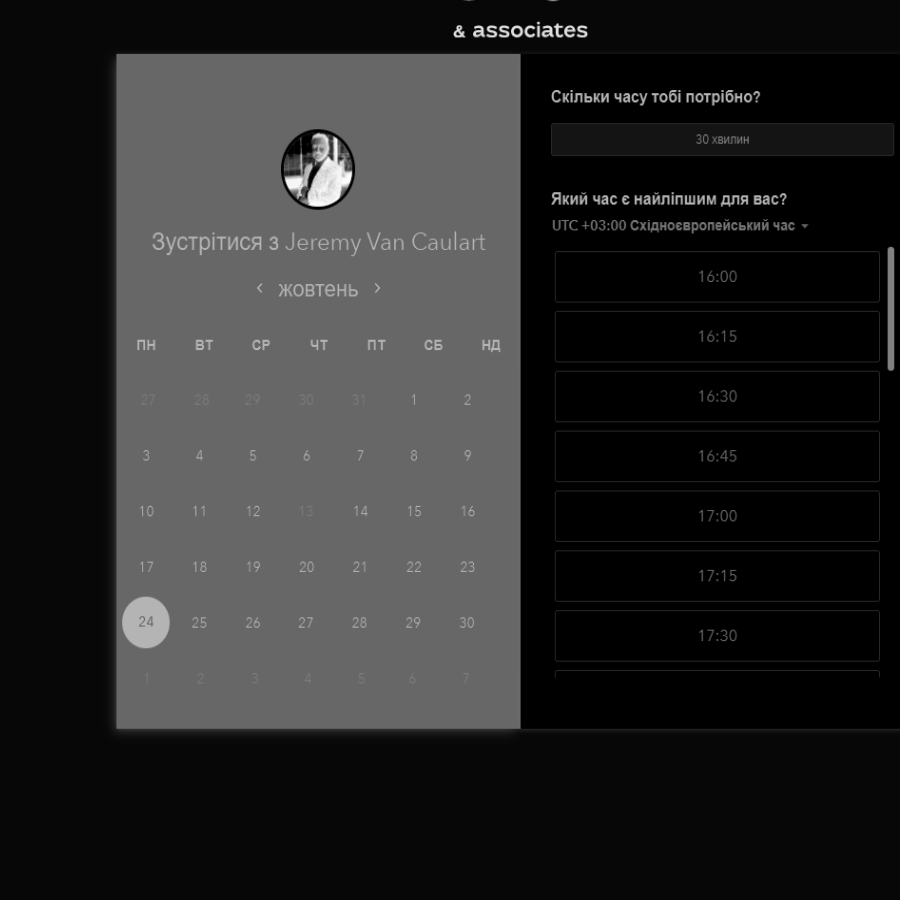 & associates
Зустрітися з Jeremy Van Caulart
‹ жовтень ›
ПН ВТ СР ЧТ ПТ СБ НД
27 28 29 30 31 1 2
3 4 5 6 7 8 9
10 11 12 13 14 15 16
17 18 19 20 21 22 23
24 25 26 27 28 29 30
1 2 3 4 5 6 7
Скільки часу тобі потрібно?
30 хвилин
Який час є найліпшим для вас?
UTC +03:00 Східноєвропейський час
16:00
16:15
16:30
16:45
17:00
17:15
17:30